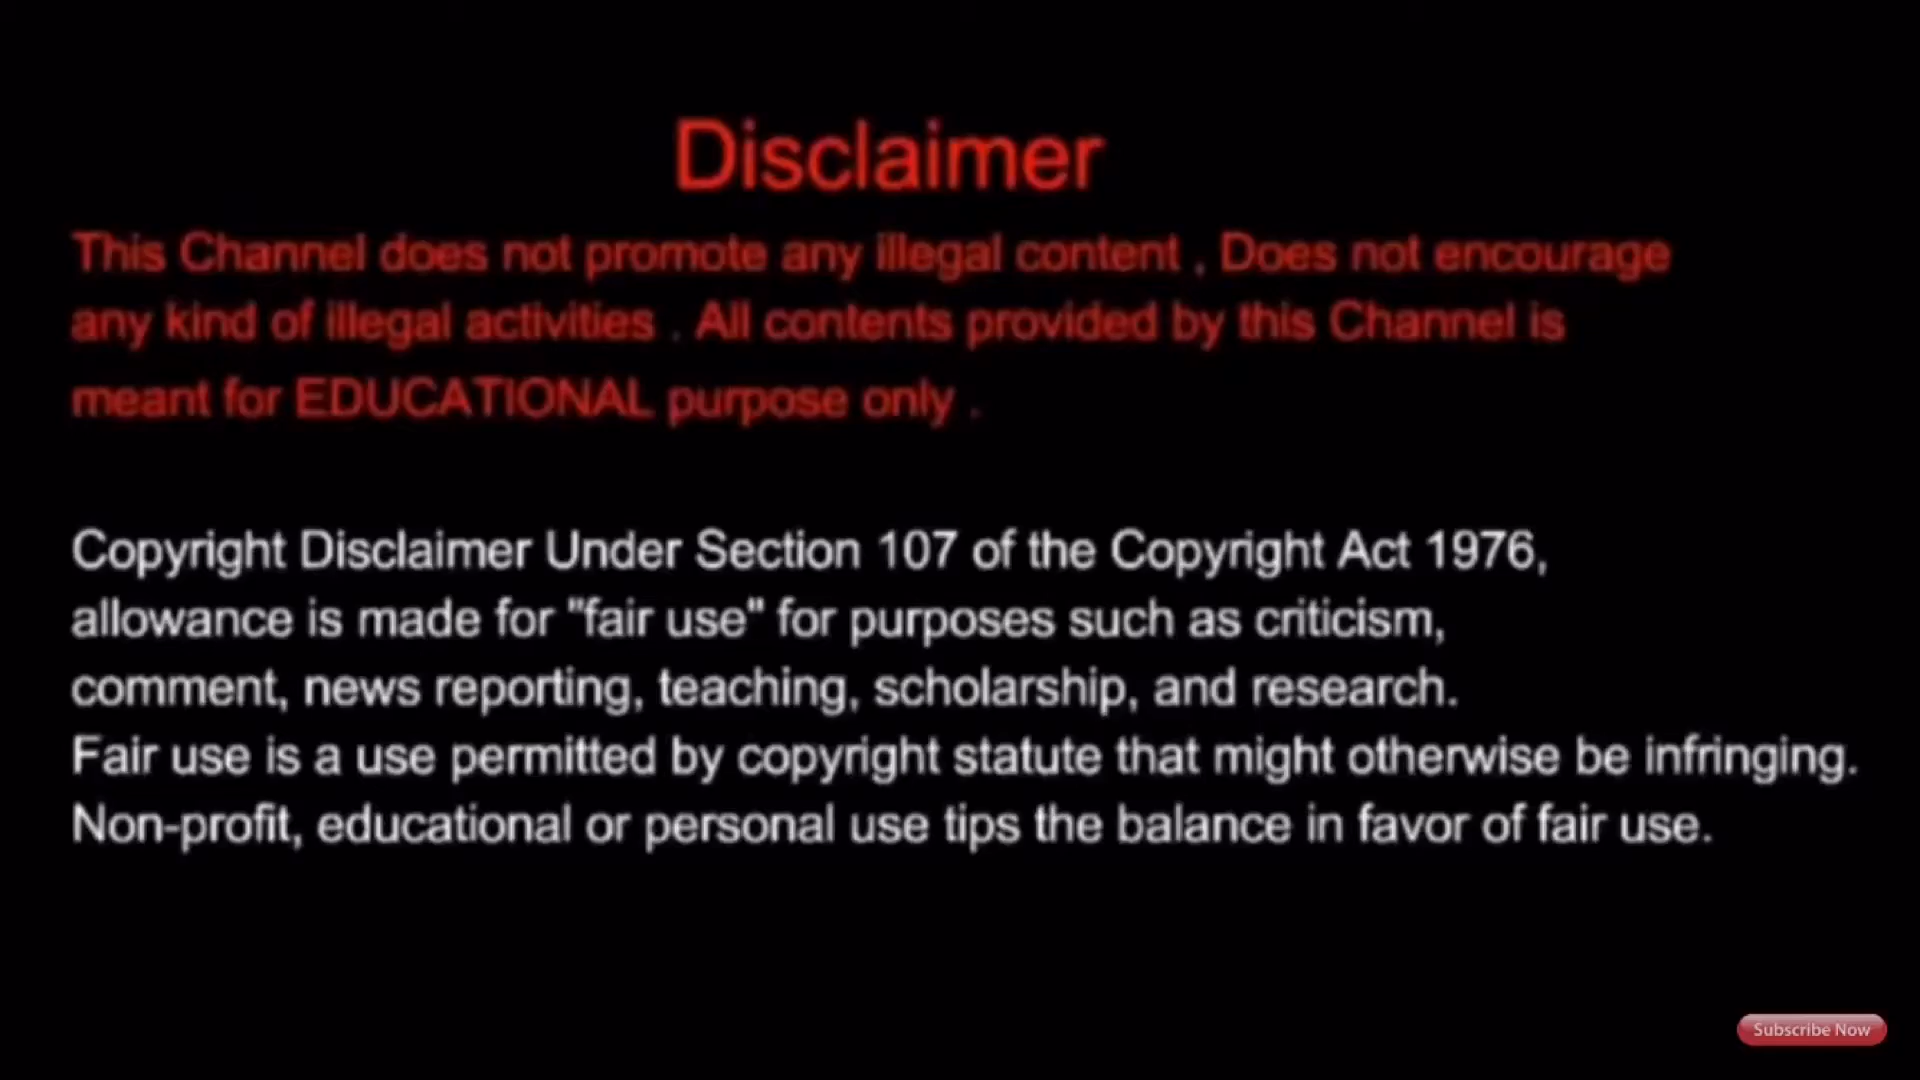 Disclaimer
This Channel does not promote any illegal content , Does not encourage
any kind of illegal activities . All contents provided by this Channel is
meant for EDUCATIONAL purpose only .
Copyright Disclaimer Under Section 107 of the Copyright Act 1976,
allowance is made for "fair use" for purposes such as criticism,
comment, news reporting, teaching, scholarship, and research.
Fair use is a use permitted by copyright statute that might otherwise be infringing.
Non-profit, educational or personal use tips the balance in favor of fair use.
Subscribe Now